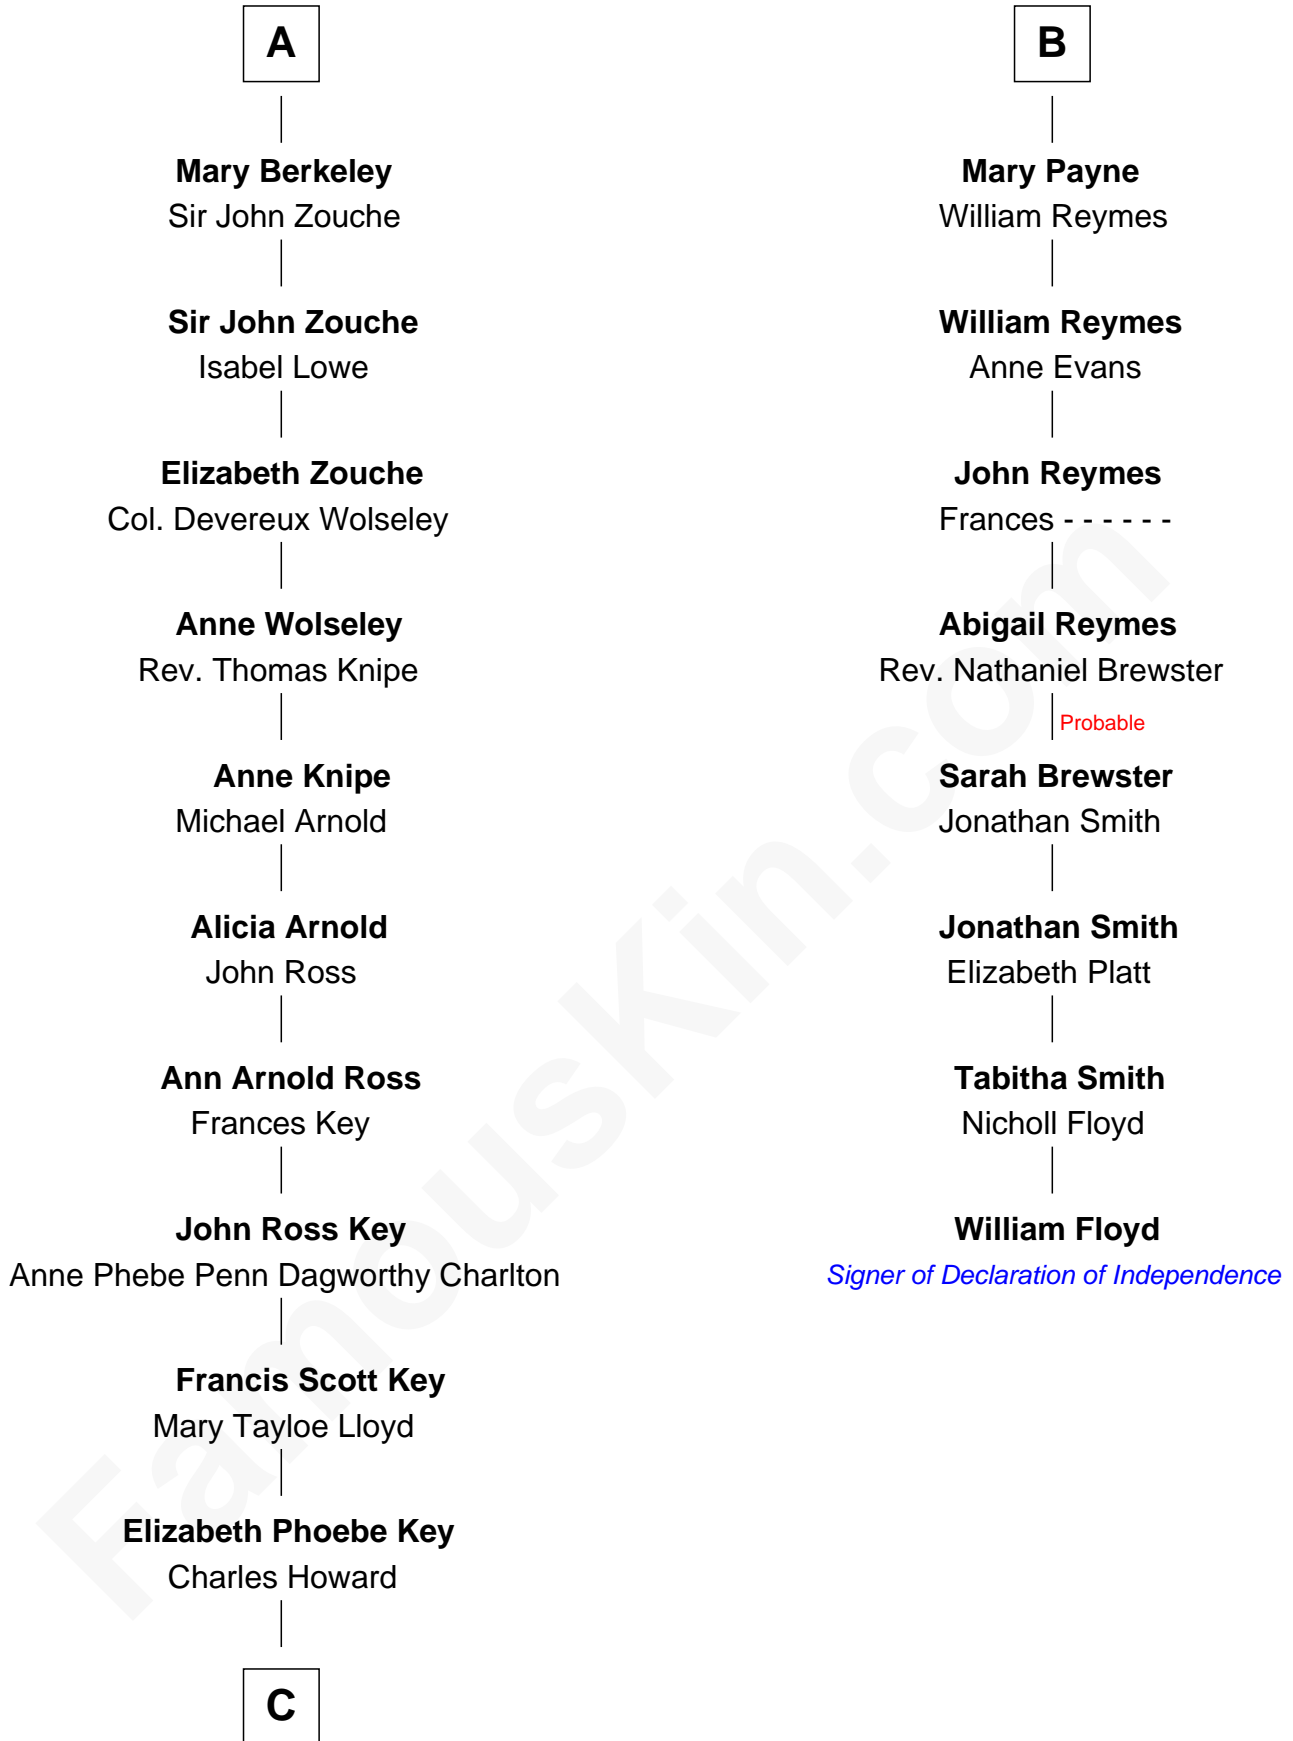 A
Mary Berkeley
Sir John Zouche
Sir John Zouche
Isabel Lowe
Elizabeth Zouche
Col. Devereux Wolseley
Anne Wolseley
Rev. Thomas Knipe
Anne Knipe
Michael Arnold
Alicia Arnold
John Ross
Ann Arnold Ross
Frances Key
John Ross Key
Anne Phebe Penn Dagworthy Charlton
Francis Scott Key
Mary Tayloe Lloyd
Elizabeth Phoebe Key
Charles Howard
C
B
Mary Payne
William Reymes
William Reymes
Anne Evans
John Reymes
Frances - - - - - -
Abigail Reymes
Rev. Nathaniel Brewster
Probable
Sarah Brewster
Jonathan Smith
Jonathan Smith
Elizabeth Platt
Tabitha Smith
Nicholl Floyd
William Floyd
Signer of Declaration of Independence
FamousKin.com